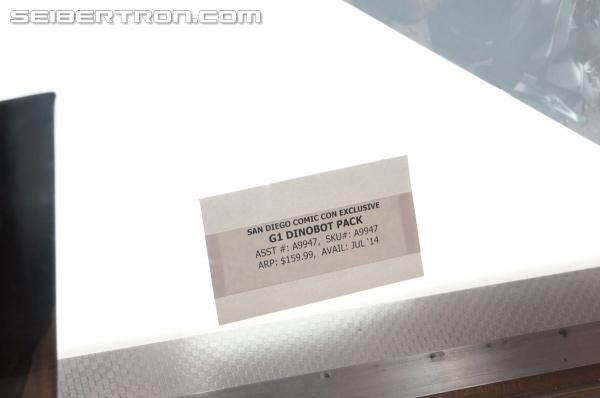 SEIBERTRON.com
SAN DIEGO COMIC CON EXCLUSIVE
G1 DINOBOT PACK
ASST #: A9947, SKU#: A9947
ARP: $159.99, AVAIL: JUL '14